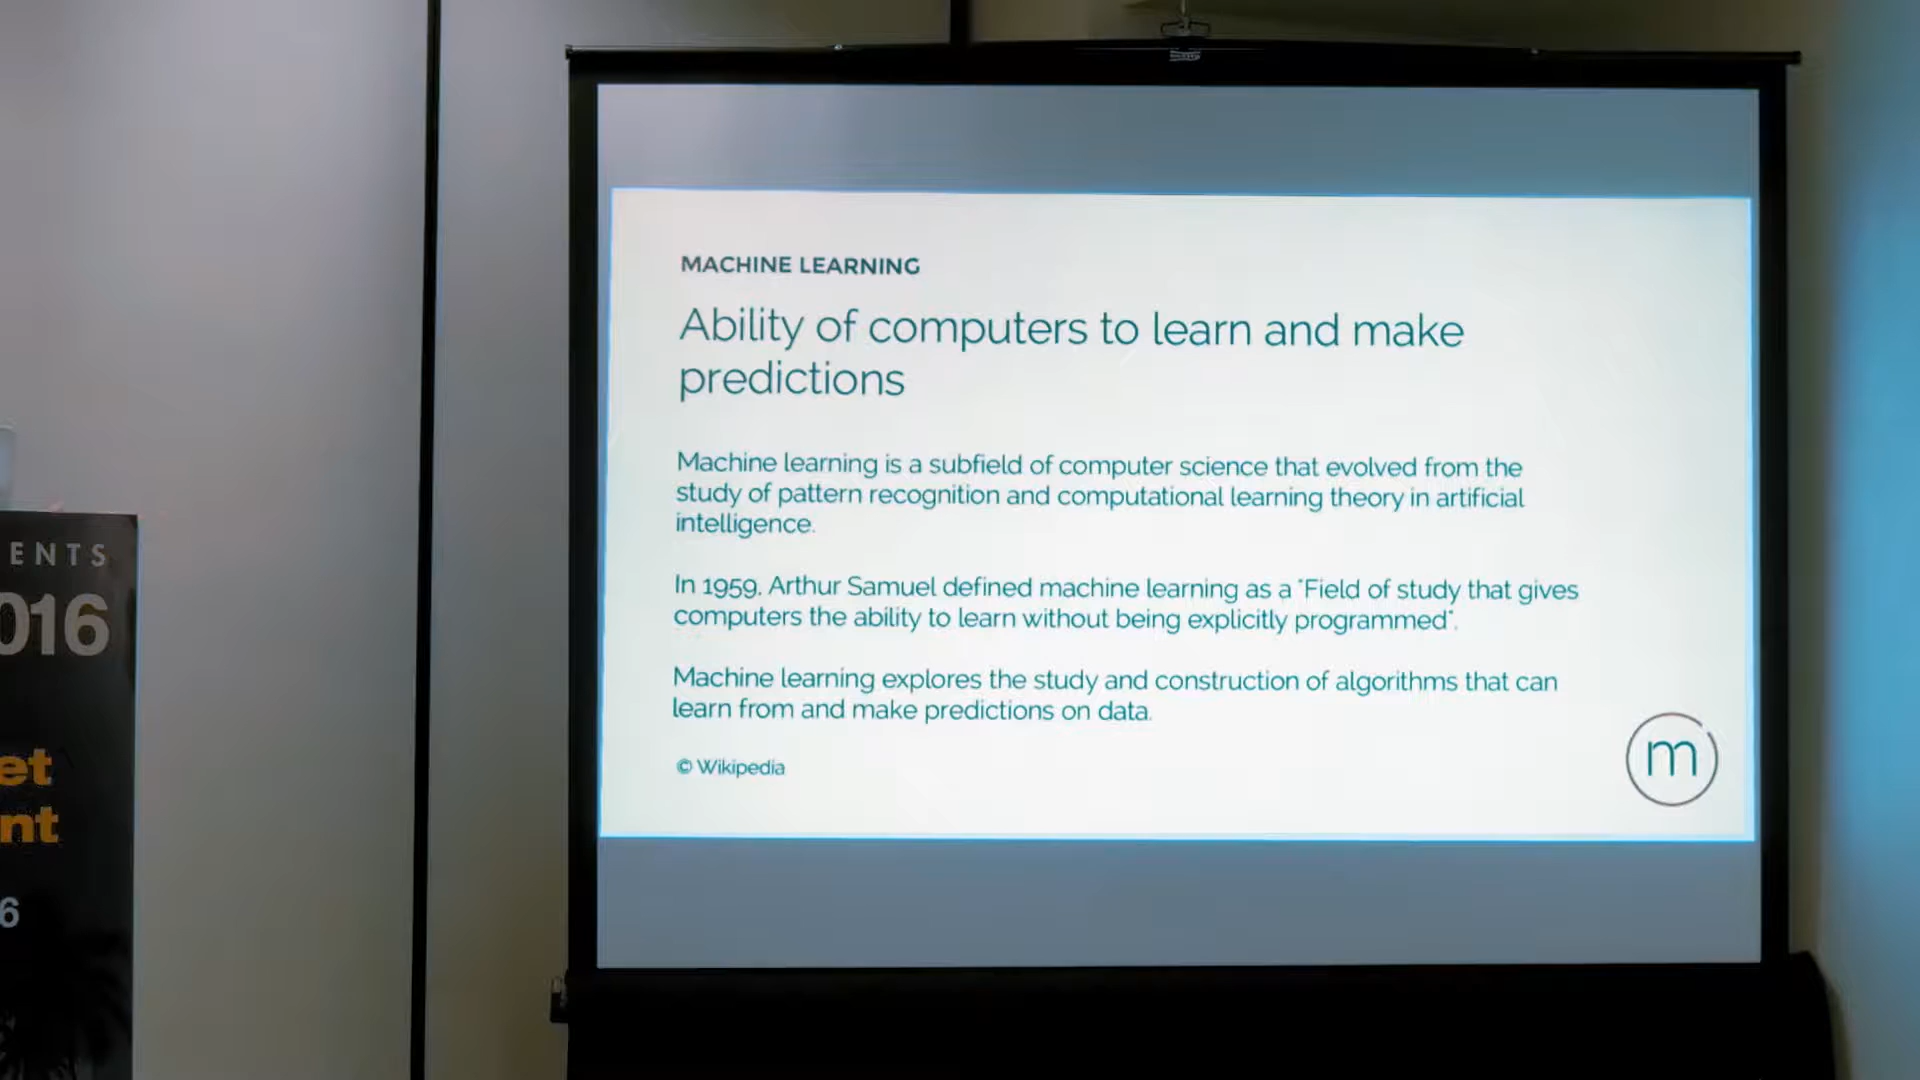 MACHINE LEARNING
Ability of computers to learn and make
predictions
Machine learning is a subfield of computer science that evolved from the
study of pattern recognition and computational learning theory in artificial
intelligence.
In 1959, Arthur Samuel defined machine learning as a "Field of study that gives
computers the ability to learn without being explicitly programmed".
Machine learning explores the study and construction of algorithms that can
learn from and make predictions on data.
© Wikipedia
m
ENTS
016
et
nt
6